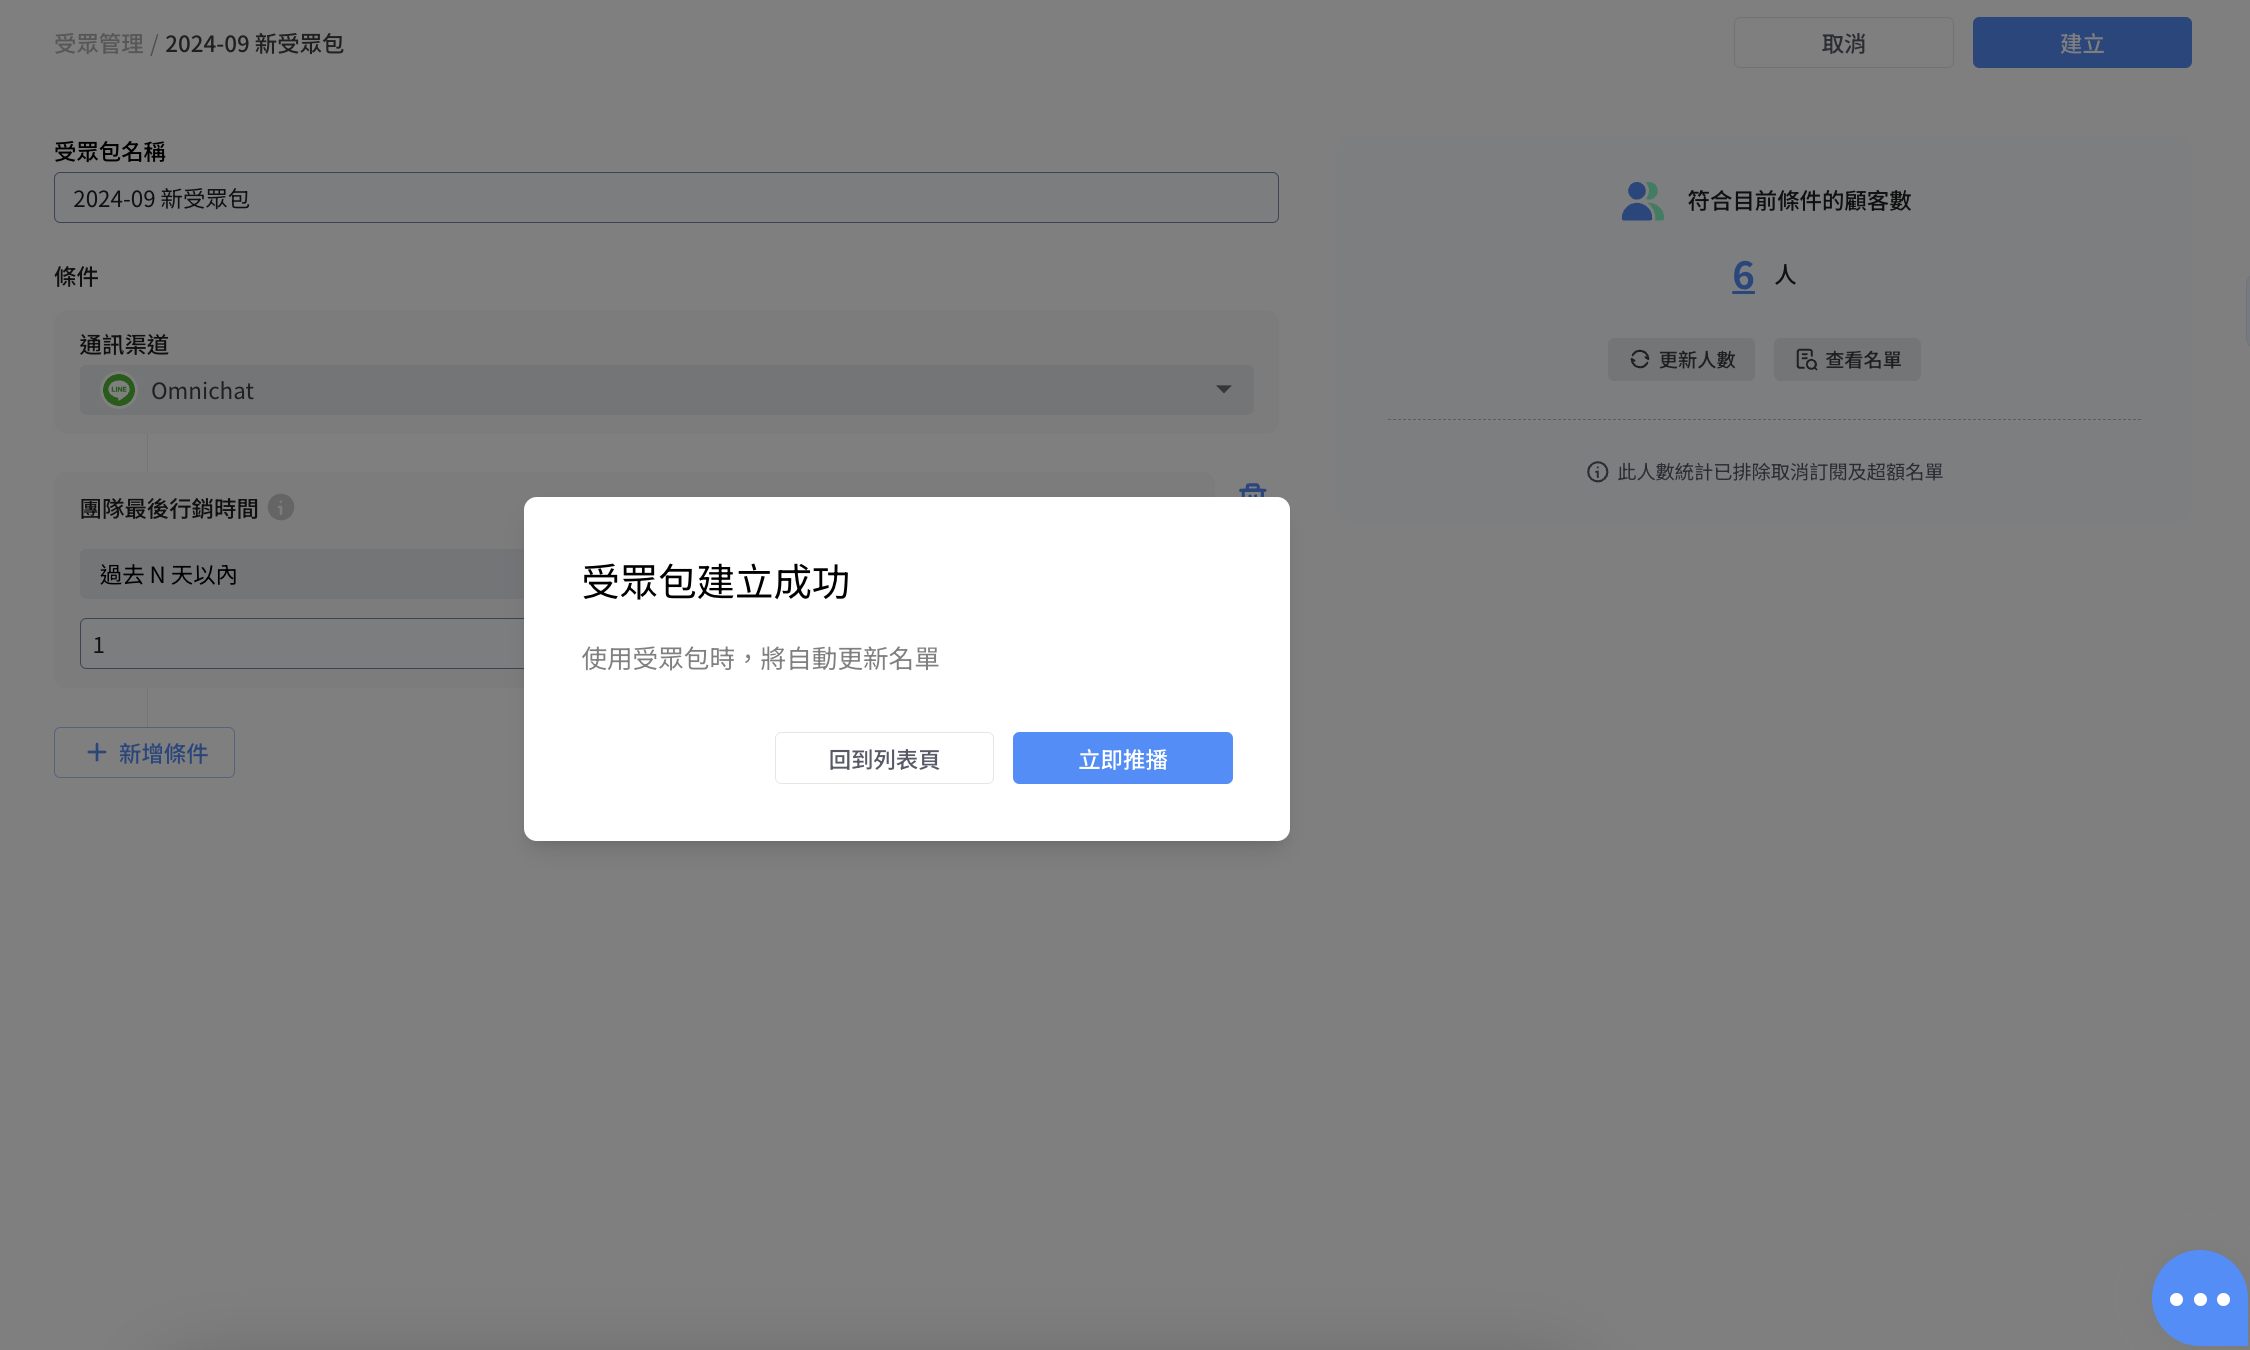 受眾管理 / 2024-09 新受眾包
取消
建立
受眾包名稱
2024-09 新受眾包
條件
通訊渠道
LINE
Omnichat
團隊最後行銷時間
過去 N 天以內
1
新增條件
符合目前條件的顧客數
6 人
更新人數
查看名單
此人數統計已排除取消訂閱及超額名單
受眾包建立成功
使用受眾包時，將自動更新名單
回到列表頁
立即推播